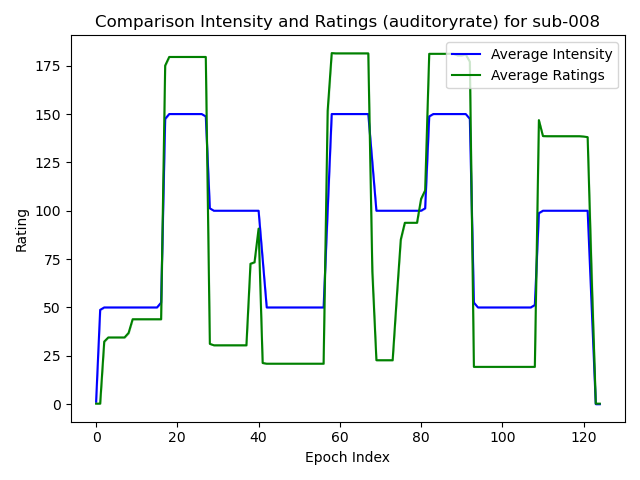 Comparison Intensity and Ratings (auditoryrate) for sub-008
Average Intensity
Average Ratings
Rating
175
150
125
100
75
50
25
0
0 20 40 60 80 100 120
Epoch Index